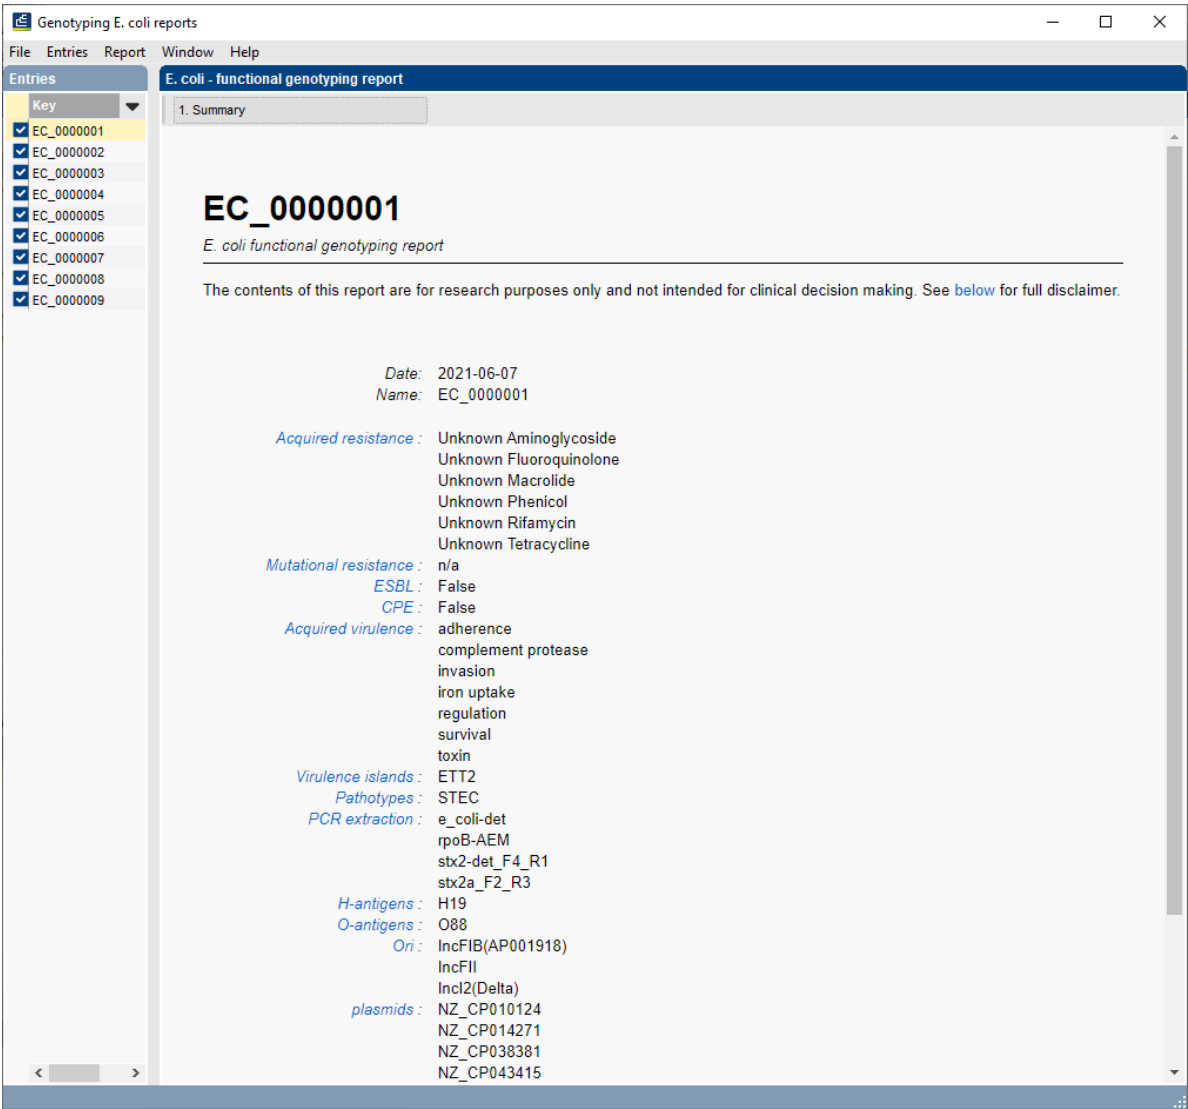 Genotyping E. coli reports
File Entries Report Window Help
Entries
Key
EC_0000001
EC_0000002
EC_0000003
EC_0000004
EC_0000005
EC_0000006
EC_0000007
EC_0000008
EC_0000009
E. coli - functional genotyping report
1. Summary
EC_0000001
E. coli functional genotyping report
The contents of this report are for research purposes only and not intended for clinical decision making. See below for full disclaimer.
Date: 2021-06-07
Name: EC_0000001
Acquired resistance : Unknown Aminoglycoside
Unknown Fluoroquinolone
Unknown Macrolide
Unknown Phenicol
Unknown Rifamycin
Unknown Tetracycline
Mutational resistance : n/a
ESBL : False
CPE : False
Acquired virulence : adherence
complement protease
invasion
iron uptake
regulation
survival
toxin
Virulence islands : ETT2
Pathotypes : STEC
PCR extraction : e_coli-det
rpoB-AEM
stx2-det_F4_R1
stx2a_F2_R3
H-antigens : H19
O-antigens : O88
Ori : IncFIB(AP001918)
IncFII
IncI2(Delta)
plasmids : NZ_CP010124
NZ_CP014271
NZ_CP038381
NZ_CP043415